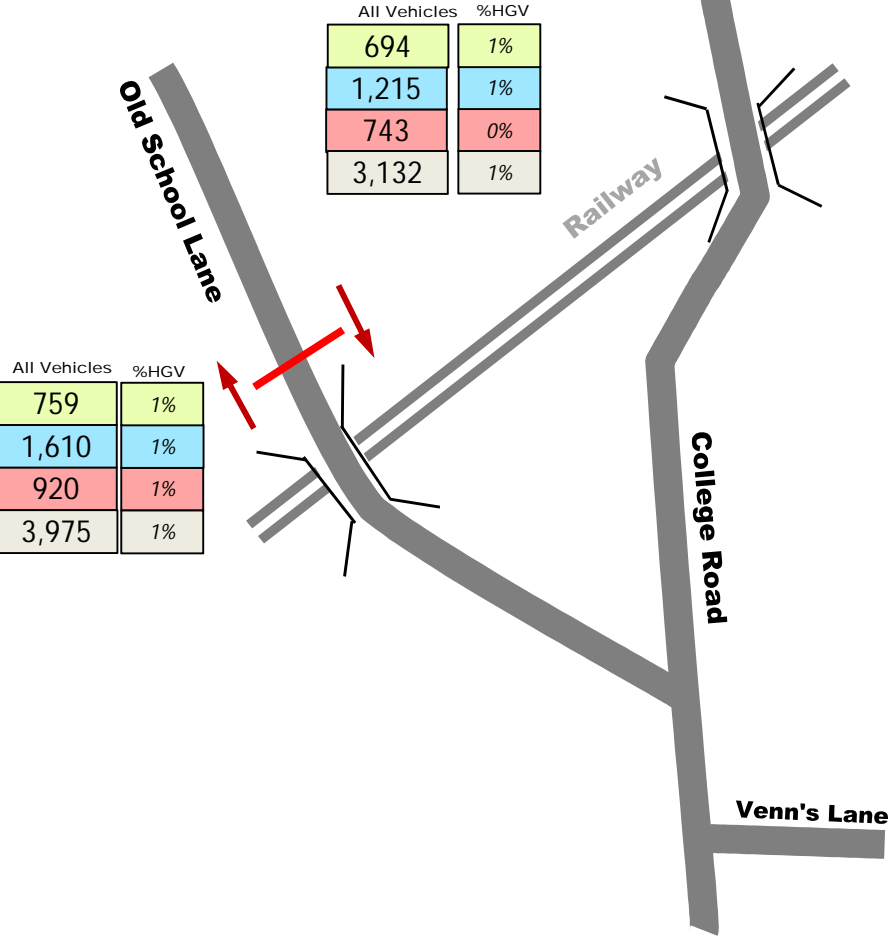 All Vehicles %HGV
694 1%
1,215 1%
743 0%
3,132 1%
Old School Lane
Railway
All Vehicles %HGV
759 1%
1,610 1%
920 1%
3,975 1%
College Road
Venn's Lane